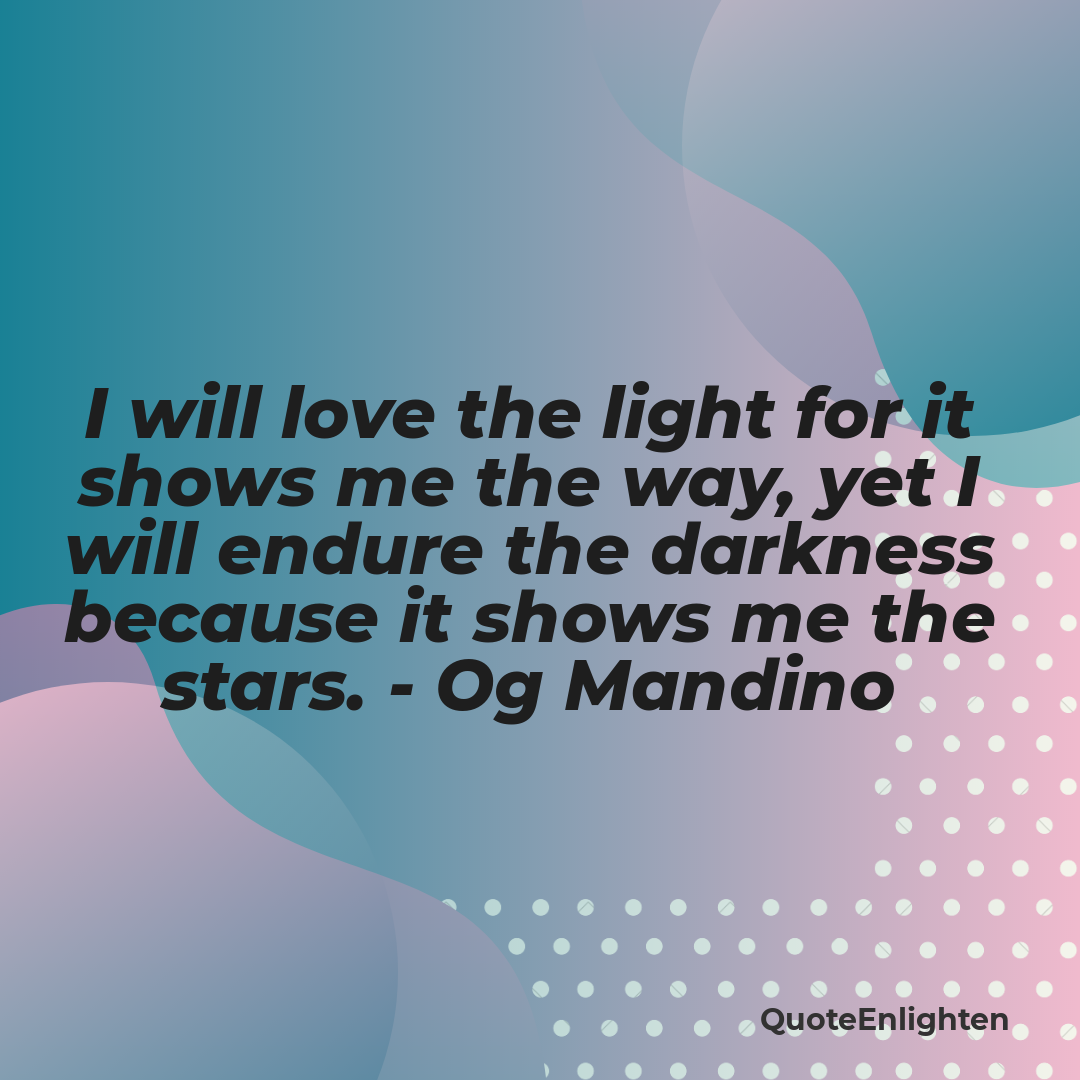 I will love the light for it
shows me the way, yet I
will endure the darkness
because it shows me the
stars. - Og Mandino
QuoteEnlighten